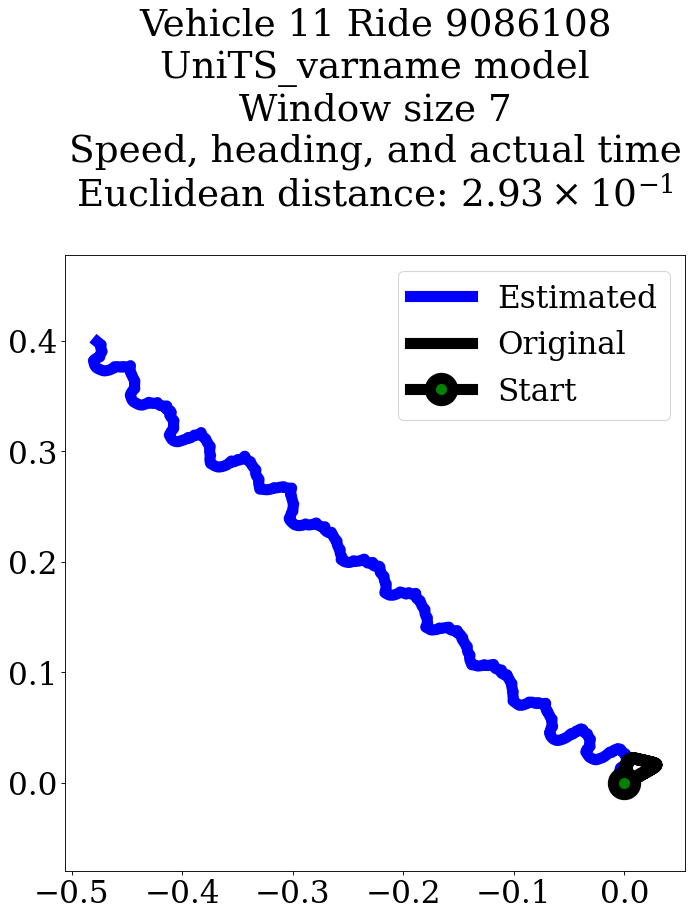 Vehicle 11 Ride 9086108
UniTS_varname model
Window size 7
Speed, heading, and actual time
Euclidean distance: 2.93 × 10⁻¹
Estimated
Original
Start
0.4
0.3
0.2
0.1
0.0
−0.5 −0.4 −0.3 −0.2 −0.1 0.0